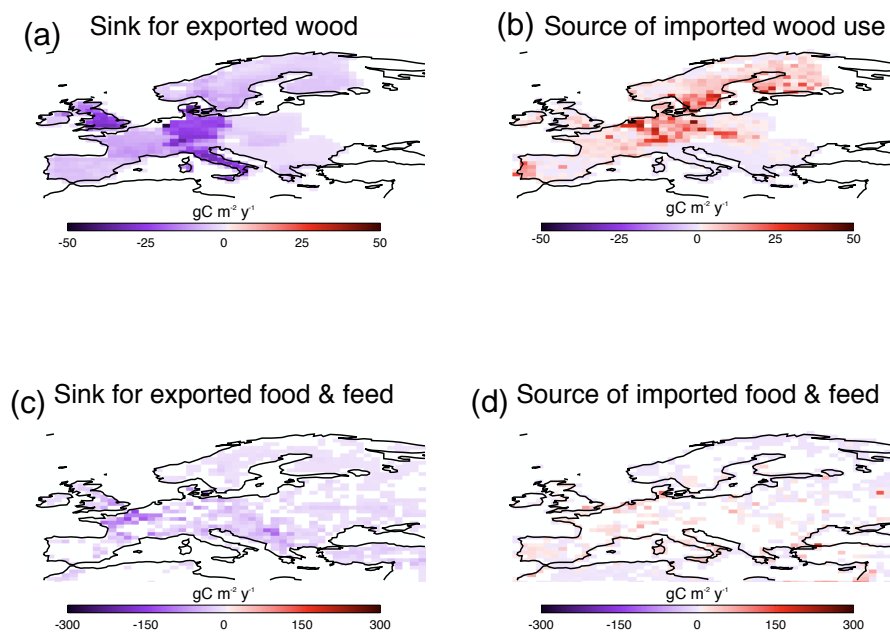 (a) Sink for exported wood
(b) Source of imported wood use
gC m⁻² y⁻¹
-50 -25 0 25 50
gC m⁻² y⁻¹
-50 -25 0 25 50
(c) Sink for exported food & feed
(d) Source of imported food & feed
gC m⁻² y⁻¹
-300 -150 0 150 300
gC m⁻² y⁻¹
-300 -150 0 150 300